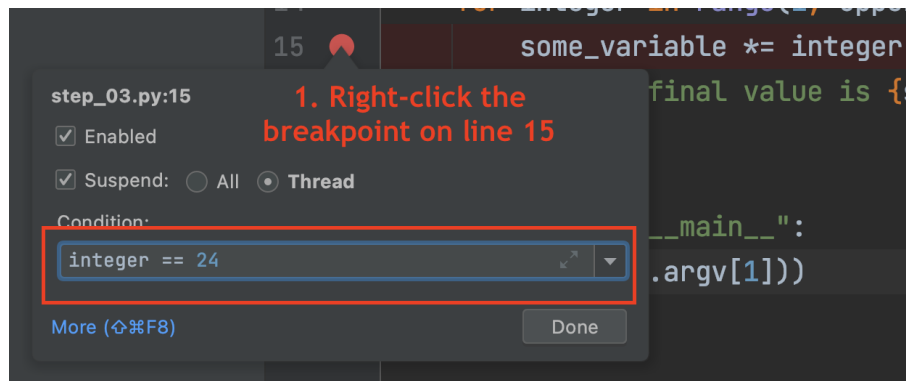 15 some_variable *= integer
step_03.py:15
1. Right-click the
breakpoint on line 15
final value is {
Enabled
Suspend: All Thread
Condition:
__main__":
integer == 24
.argv[1]))
More (⇧⌘F8)
Done